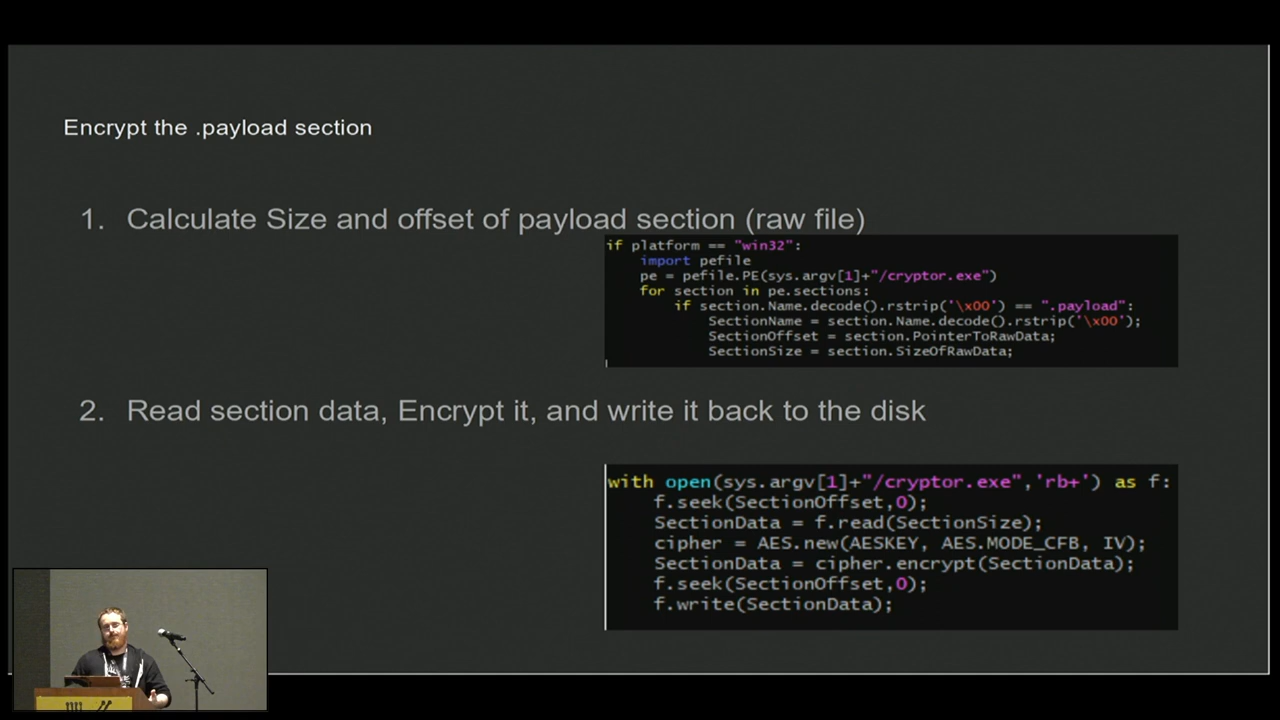 Encrypt the .payload section
1. Calculate Size and offset of payload section (raw file)
if platform == "win32":
import pefile
pe = pefile.PE(sys.argv[1]+"/cryptor.exe")
for section in pe.sections:
if section.Name.decode().rstrip('\x00') == ".payload":
SectionName = section.Name.decode().rstrip('\x00');
SectionOffset = section.PointerToRawData;
SectionSize = section.SizeOfRawData;
2. Read section data, Encrypt it, and write it back to the disk
with open(sys.argv[1]+"/cryptor.exe",'rb+') as f:
f.seek(SectionOffset,0);
SectionData = f.read(SectionSize);
cipher = AES.new(AESKEY, AES.MODE_CFB, IV);
SectionData = cipher.encrypt(SectionData);
f.seek(SectionOffset,0);
f.write(SectionData);